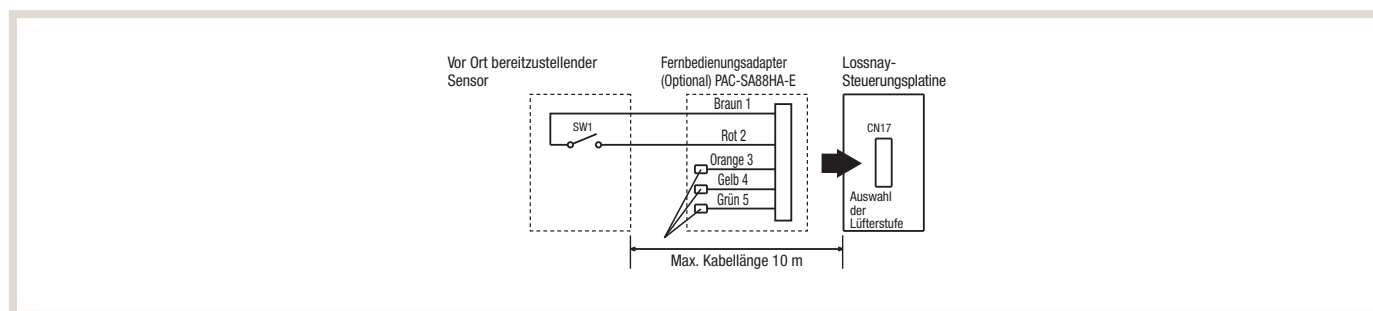 Vor Ort bereitzustellender
Sensor
Fernbedienungsadapter
(Optional) PAC-SA88HA-E
Lossnay-
Steuerungsplatine
Braun 1
SW1
Rot 2
Orange 3
Gelb 4
Grün 5
CN17
Auswahl
der
Lüfterstufe
Max. Kabellänge 10 m